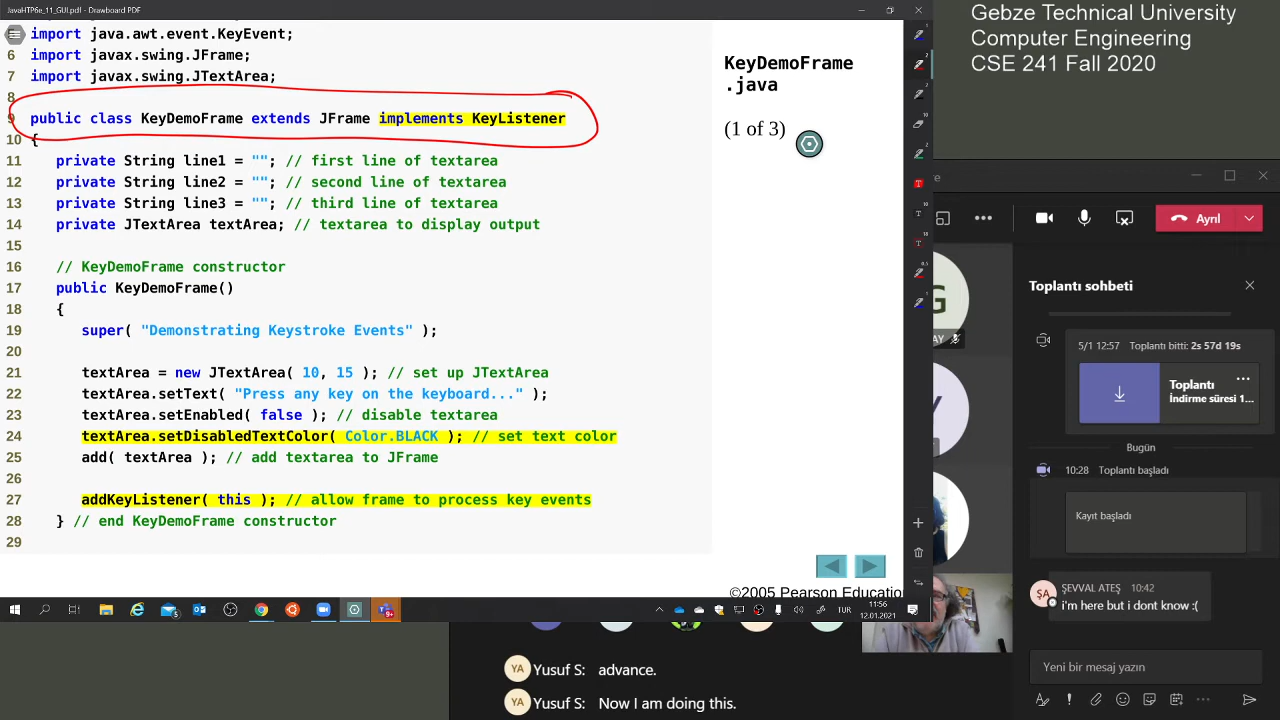 JavaHTP6e_11_GUI.pdf - Drawboard PDF
import java.awt.event.KeyEvent;
6 import javax.swing.JFrame;
7 import javax.swing.JTextArea;
8
9 public class KeyDemoFrame extends JFrame implements KeyListener
10 {
11 private String line1 = ""; // first line of textarea
12 private String line2 = ""; // second line of textarea
13 private String line3 = ""; // third line of textarea
14 private JTextArea textArea; // textarea to display output
15
16 // KeyDemoFrame constructor
17 public KeyDemoFrame()
18 {
19 super( "Demonstrating Keystroke Events" );
20
21 textArea = new JTextArea( 10, 15 ); // set up JTextArea
22 textArea.setText( "Press any key on the keyboard..." );
23 textArea.setEnabled( false ); // disable textarea
24 textArea.setDisabledTextColor( Color.BLACK ); // set text color
25 add( textArea ); // add textarea to JFrame
26
27 addKeyListener( this ); // allow frame to process key events
28 } // end KeyDemoFrame constructor
29
KeyDemoFrame
.java
(1 of 3)
©2005 Pearson Educatio
TUR
11:56
12.01.2021
Gebze Technical University
Computer Engineering
CSE 241 Fall 2020
re
Ayrıl
G
AY
Toplantı sohbeti
5/1 12:57 Toplantı bitti: 2s 57d 19s
Toplantı
İndirme süresi 1...
Bugün
10:28 Toplantı başladı
Kayıt başladı
ŞA
ŞEVVAL ATEŞ 10:42
i'm here but i dont know :(
Yeni bir mesaj yazın
YA Yusuf S: advance.
YA Yusuf S: Now I am doing this.